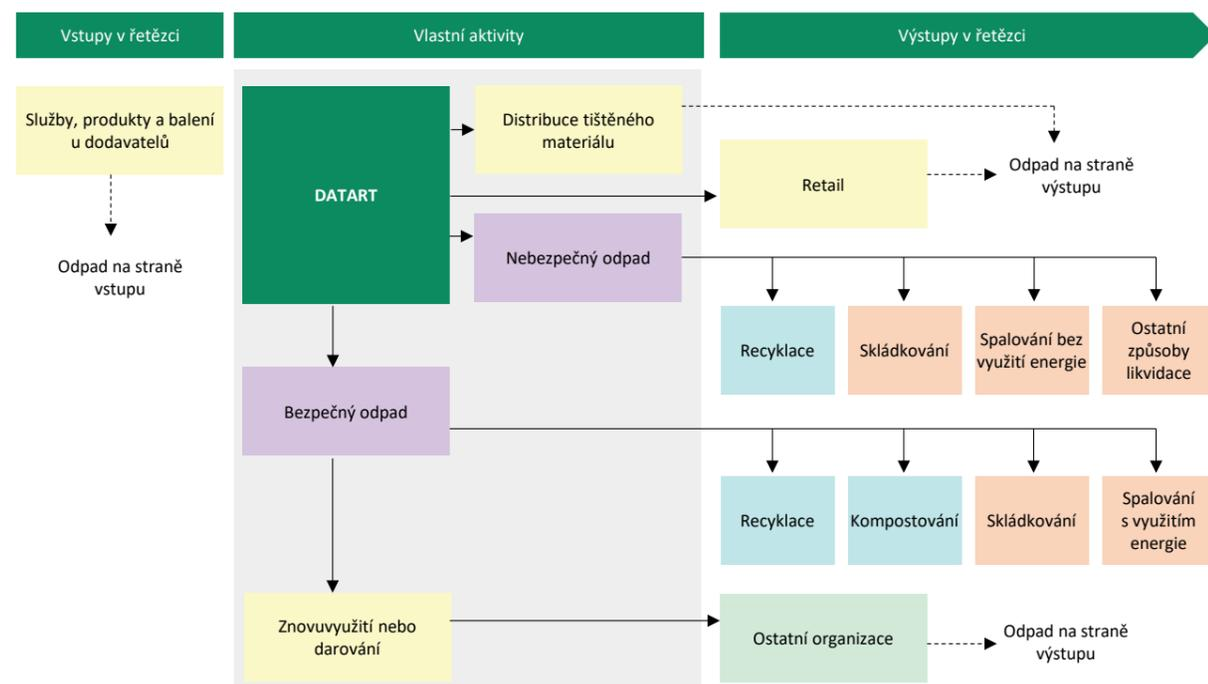 Vstupy v řetězci
Vlastní aktivity
Výstupy v řetězci
Služby, produkty a balení
u dodavatelů
Odpad na straně
vstupu
DATART
Distribuce tištěného
materiálu
Retail
Odpad na straně
výstupu
Nebezpečný odpad
Recyklace
Skládkování
Spalování bez
využití energie
Ostatní
způsoby
likvidace
Bezpečný odpad
Recyklace
Kompostování
Skládkování
Spalování
s využitím
energie
Znovuvyužití nebo
darování
Ostatní organizace
Odpad na straně
výstupu